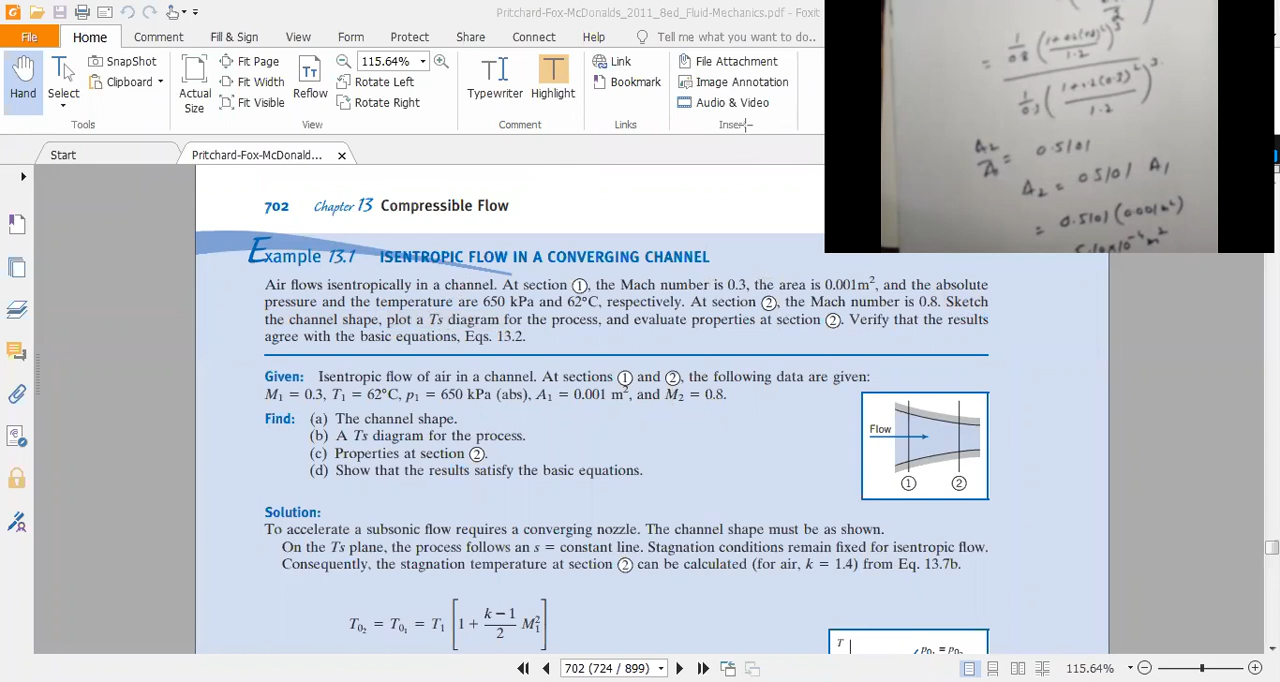 Pritchard-Fox-McDonalds_2011_8ed_Fluid-Mechanics.pdf - Foxit
File Home Comment Fill & Sign View Form Protect Share Connect Help Tell me what you want to do...
Hand
Select
SnapShot
Clipboard
Actual Size
Fit Page
Fit Width
Fit Visible
Reflow
115.64%
Rotate Left
Rotate Right
Typewriter
Highlight
Link
Bookmark
File Attachment
Image Annotation
Audio & Video
Tools View Comment Links Insert
Start Pritchard-Fox-McDonald...
1.2
0.3
1.2
A2
= 0.5101
A2 = 0.5101 A1
= 0.5101 (0.001m²)
702 Chapter 13 Compressible Flow
Example 13.1 ISENTROPIC FLOW IN A CONVERGING CHANNEL
Air flows isentropically in a channel. At section ①, the Mach number is 0.3, the area is 0.001m², and the absolute
pressure and the temperature are 650 kPa and 62°C, respectively. At section ②, the Mach number is 0.8. Sketch
the channel shape, plot a Ts diagram for the process, and evaluate properties at section ②. Verify that the results
agree with the basic equations, Eqs. 13.2.
Given: Isentropic flow of air in a channel. At sections ① and ②, the following data are given:
M₁ = 0.3, T₁ = 62°C, p₁ = 650 kPa (abs), A₁ = 0.001 m², and M₂ = 0.8.
Find: (a) The channel shape.
(b) A Ts diagram for the process.
(c) Properties at section ②.
(d) Show that the results satisfy the basic equations.
Flow
① ②
Solution:
To accelerate a subsonic flow requires a converging nozzle. The channel shape must be as shown.
On the Ts plane, the process follows an s = constant line. Stagnation conditions remain fixed for isentropic flow.
Consequently, the stagnation temperature at section ② can be calculated (for air, k = 1.4) from Eq. 13.7b.
T₀₂ = T₀₁ = T₁ [1 + (k − 1)/2 M₁²]
T
702 (724 / 899)
115.64%